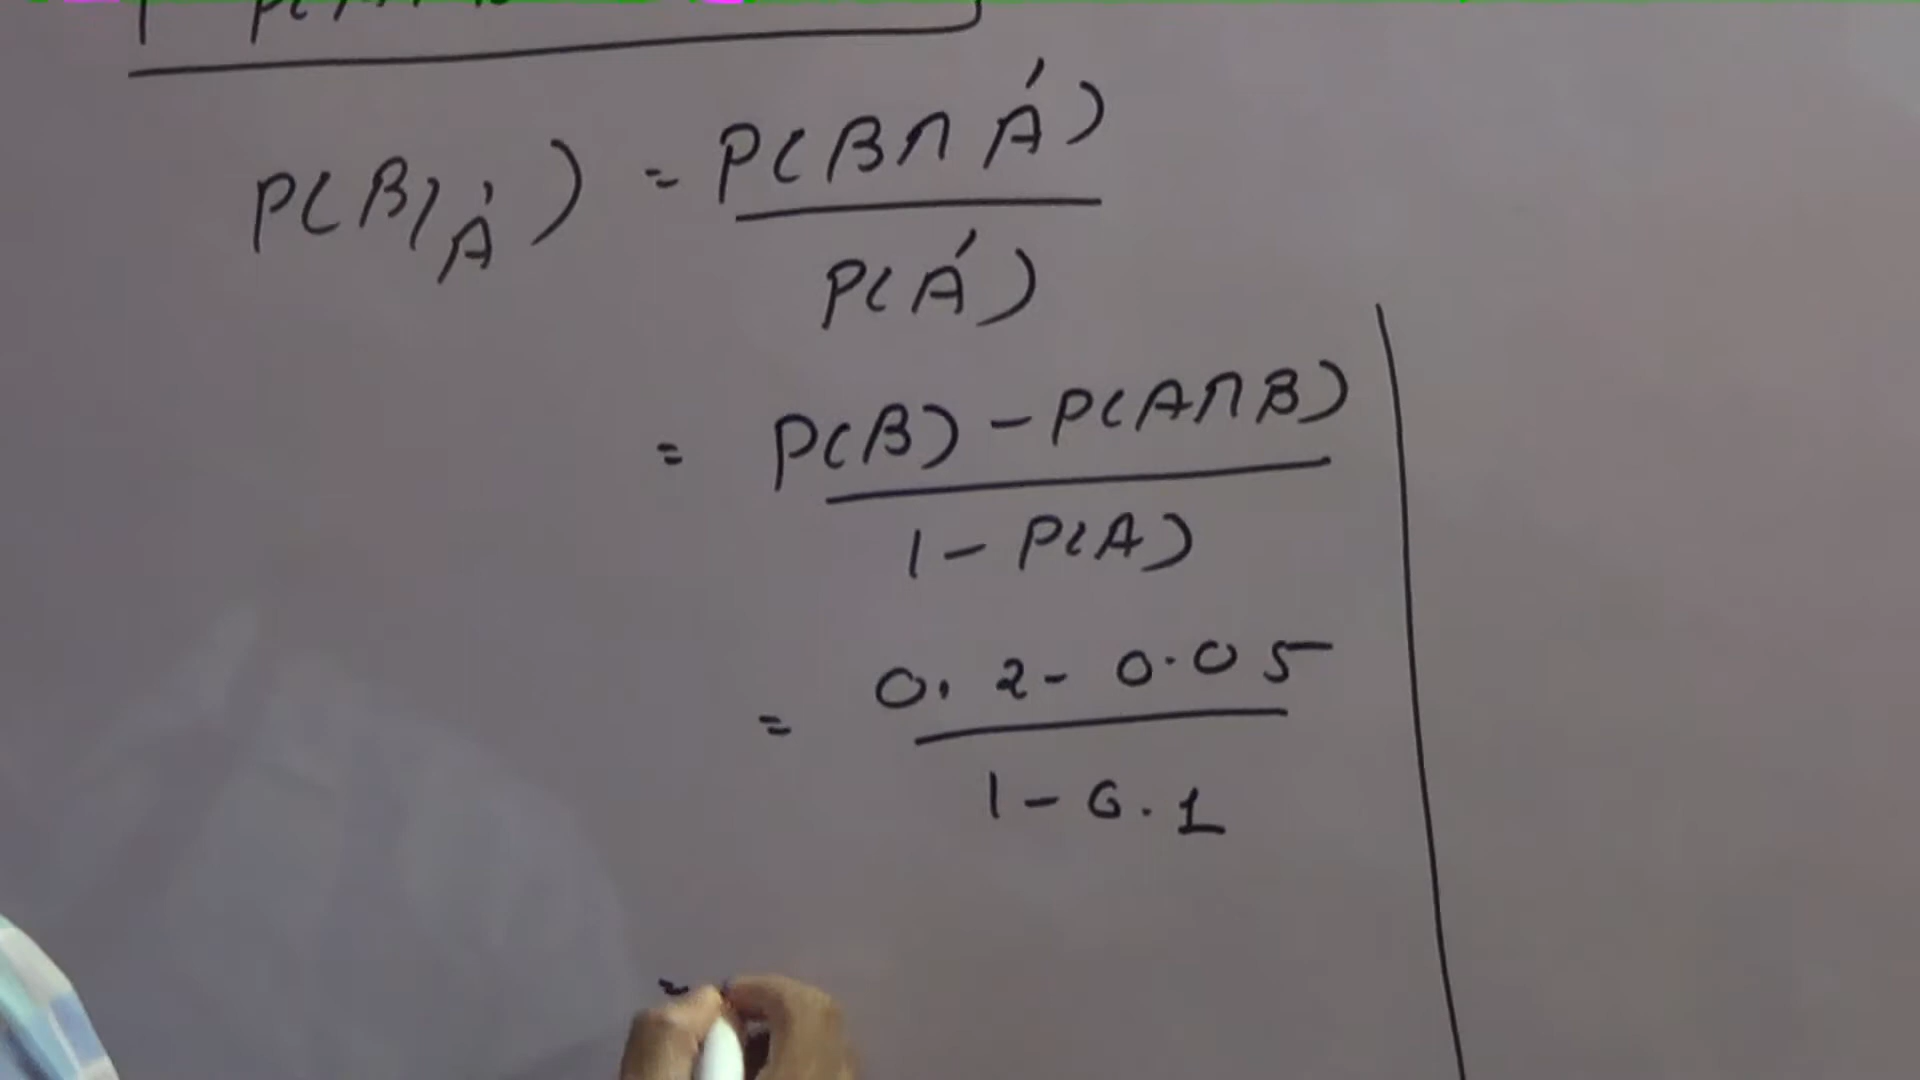 P(B/A') = P(B∩A')
P(A')
= P(B) - P(A∩B)
1 - P(A)
= 0.2 - 0.05
1 - 0.1
=